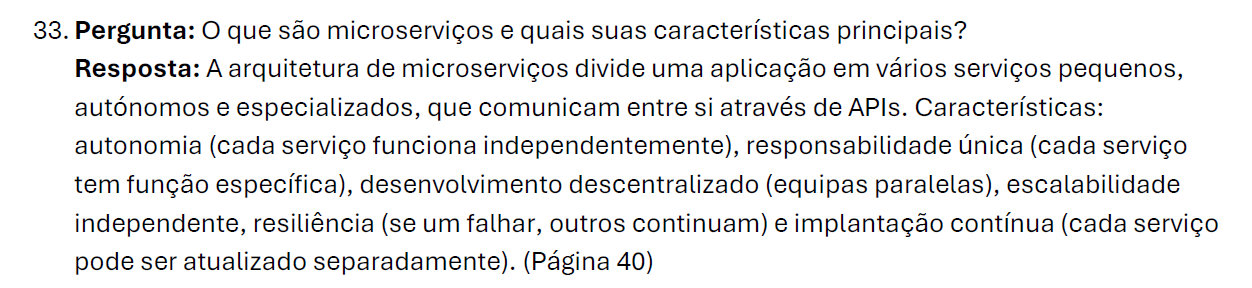 33. Pergunta: O que são microserviços e quais suas características principais?
Resposta: A arquitetura de microserviços divide uma aplicação em vários serviços pequenos,
autónomos e especializados, que comunicam entre si através de APIs. Características:
autonomia (cada serviço funciona independentemente), responsabilidade única (cada serviço
tem função específica), desenvolvimento descentralizado (equipas paralelas), escalabilidade
independente, resiliência (se um falhar, outros continuam) e implantação contínua (cada serviço
pode ser atualizado separadamente). (Página 40)